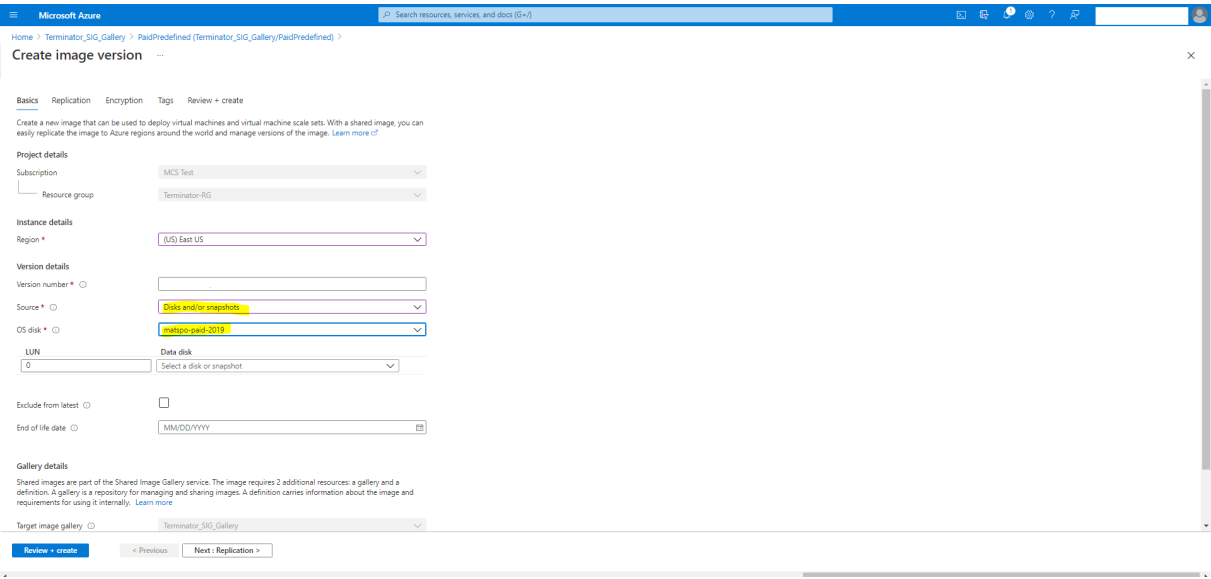 Microsoft Azure
Search resources, services, and docs (G+/)
Home > Terminator_SIG_Gallery > PaidPredefined (Terminator_SIG_Gallery/PaidPredefined) >
Create image version ...
Basics Replication Encryption Tags Review + create
Create a new image that can be used to deploy virtual machines and virtual machine scale sets. With a shared image, you can
easily replicate the image to Azure regions around the world and manage versions of the image. Learn more
Project details
Subscription MCS Test
Resource group Terminator-RG
Instance details
Region * (US) East US
Version details
Version number *
Source * Disks and/or snapshots
OS disk * matspo-paid-2019
LUN Data disk
0 Select a disk or snapshot
Exclude from latest
End of life date MM/DD/YYYY
Gallery details
Shared images are part of the Shared Image Gallery service. The image requires 2 additional resources: a gallery and a
definition. A gallery is a repository for managing and sharing images. A definition carries information about the image and
requirements for using it internally. Learn more
Target image gallery Terminator_SIG_Gallery
Review + create < Previous Next : Replication >